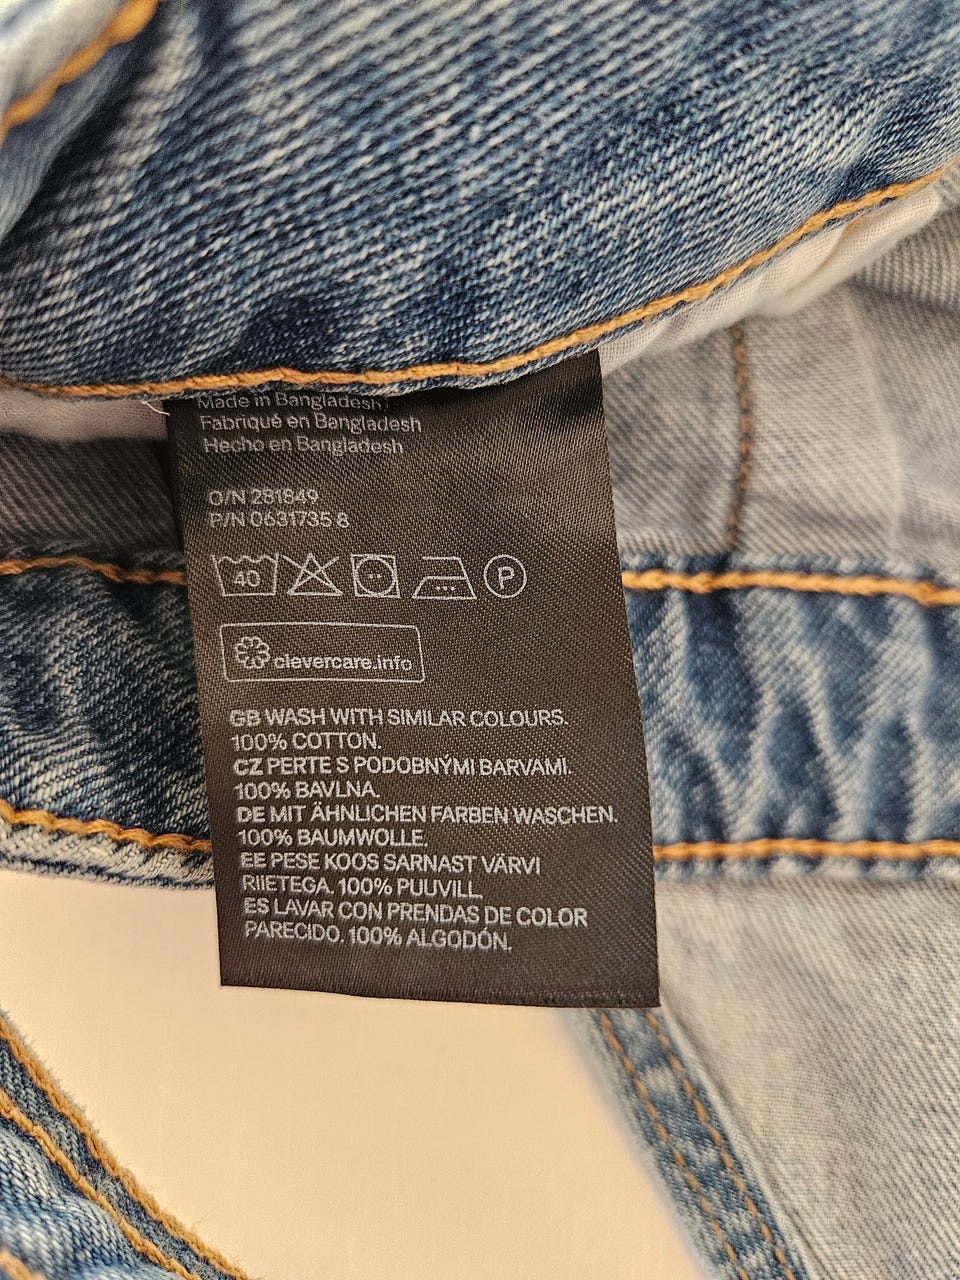 Made in Bangladesh
Fabriqué en Bangladesh
Hecho en Bangladesh
O/N 281849
P/N 0631735 8
40 P
clevercare.info
GB WASH WITH SIMILAR COLOURS.
100% COTTON.
CZ PERTE S PODOBNÝMI BARVAMI.
100% BAVLNA.
DE MIT ÄHNLICHEN FARBEN WASCHEN.
100% BAUMWOLLE.
EE PESE KOOS SARNAST VÄRVI
RIIETEGA. 100% PUUVILL.
ES LAVAR CON PRENDAS DE COLOR
PARECIDO. 100% ALGODÓN.